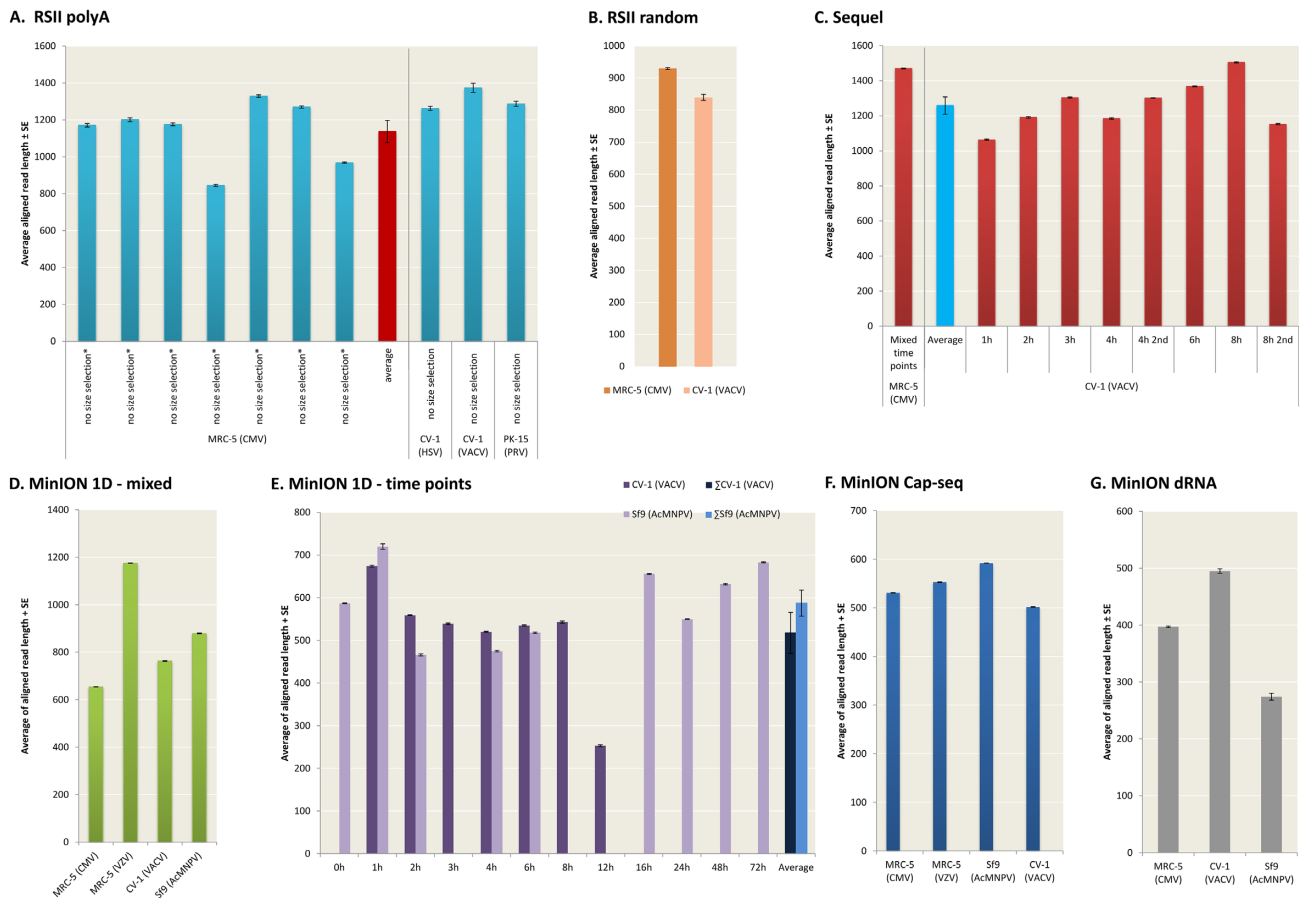 A. RSII polyA
Average aligned read length ± SE
1600
1400
1200
1000
800
600
400
200
0
no size selection*
no size selection*
no size selection*
no size selection*
no size selection*
no size selection*
no size selection*
average
no size selection
no size selection
no size selection
MRC-5 (CMV)
CV-1
(HSV)
CV-1
(VACV)
PK-15
(PRV)
B. RSII random
Average aligned read length ± SE
1000
900
800
700
600
500
400
300
200
100
0
MRC-5 (CMV) CV-1 (VACV)
C. Sequel
Average aligned read length ± SE
1600
1400
1200
1000
800
600
400
200
0
Mixed
time
points
Average 1h 2h 3h 4h 4h 2nd 6h 8h 8h 2nd
MRC-5
(CMV)
CV-1 (VACV)
D. MinION 1D - mixed
Average of aligned read length + SE
1400
1200
1000
800
600
400
200
0
MRC-5 (CMV)
MRC-5 (VZV)
CV-1 (VACV)
Sf9 (AcMNPV)
E. MinION 1D - time points
CV-1 (VACV) ∑CV-1 (VACV)
Sf9 (AcMNPV) ∑Sf9 (AcMNPV)
Average of aligned read length + SE
800
700
600
500
400
300
200
100
0
0h 1h 2h 3h 4h 6h 8h 12h 16h 24h 48h 72h Average
F. MinION Cap-seq
Average of aligned read length + SE
700
600
500
400
300
200
100
0
MRC-5
(CMV)
MRC-5
(VZV)
Sf9
(AcMNPV)
CV-1
(VACV)
G. MinION dRNA
Average of aligned read length ± SE
600
500
400
300
200
100
0
MRC-5
(CMV)
CV-1
(VACV)
Sf9
(AcMNPV)